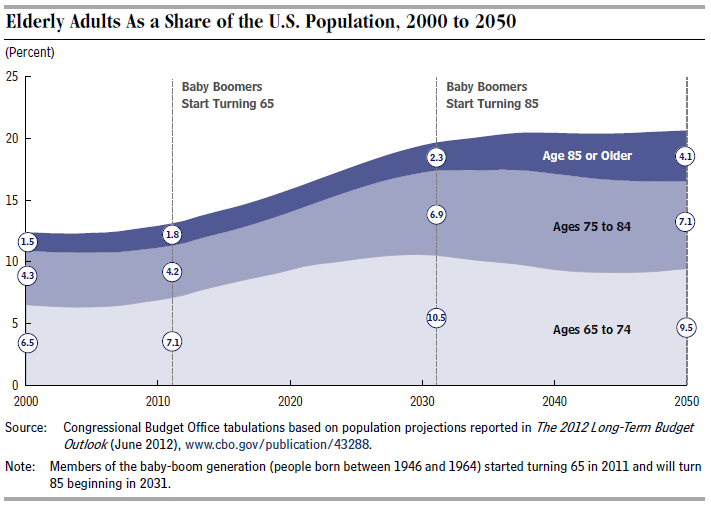 Elderly Adults As a Share of the U.S. Population, 2000 to 2050
(Percent)
25
Baby Boomers
Start Turning 65
Baby Boomers
Start Turning 85
20
2.3
Age 85 or Older
4.1
15
1.8
6.9
7.1
Ages 75 to 84
1.5
10
4.2
4.3
10.5
9.5
Ages 65 to 74
5
7.1
6.5
0
2000
2010
2020
2030
2040
2050
Source: Congressional Budget Office tabulations based on population projections reported in The 2012 Long-Term Budget
Outlook (June 2012), www.cbo.gov/publication/43288.
Note: Members of the baby-boom generation (people born between 1946 and 1964) started turning 65 in 2011 and will turn
85 beginning in 2031.